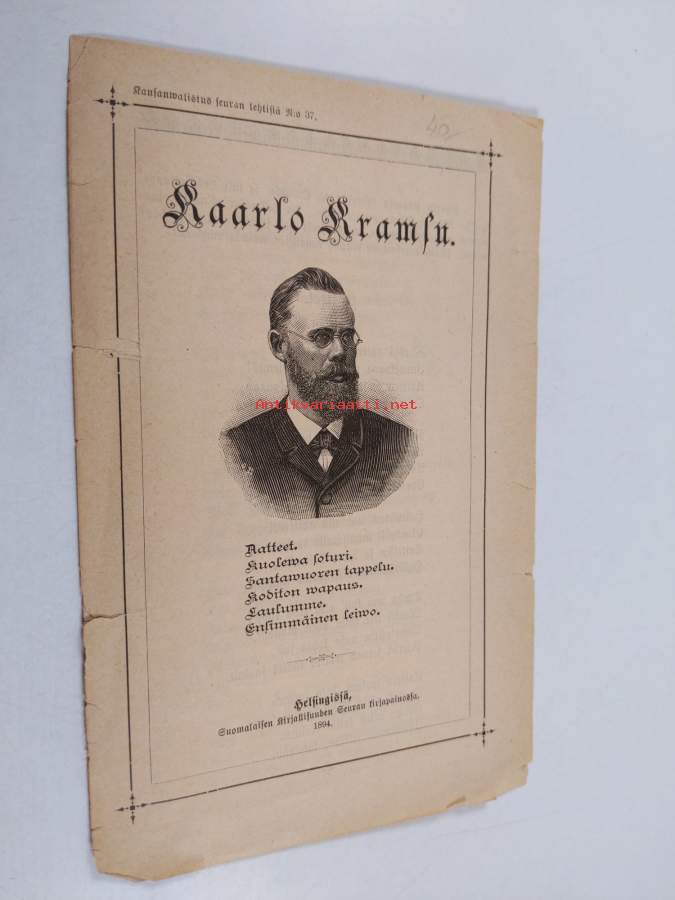 Kansanwalistus-seuran lehtisiä N:o 37.
40,-
Kaarlo Kramsu.
Antikvariaatti.net
Aatteet.
Kuolewa soturi.
Santawuoren tappelu.
Koditon wapaus.
Laulumme.
Ensimmäinen leiwo.
Helsingissä,
Suomalaisen Kirjallisuuden Seuran kirjapainossa.
1894.